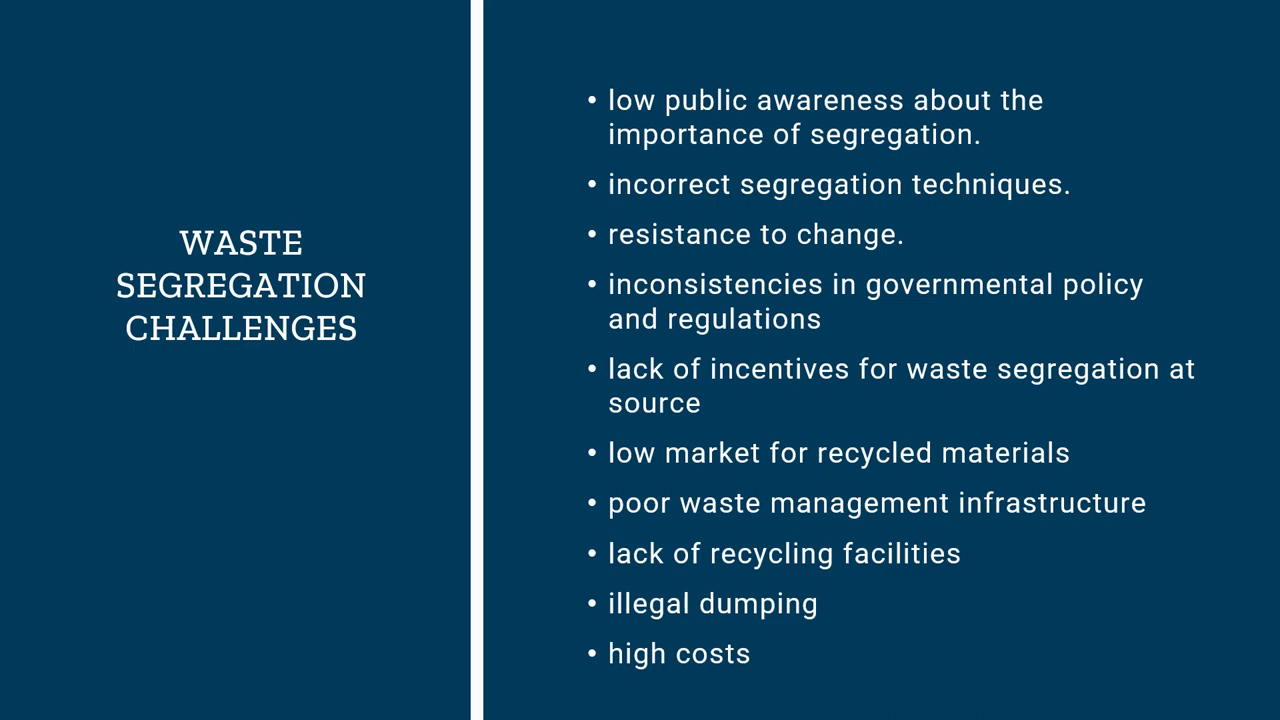 WASTE
SEGREGATION
CHALLENGES
• low public awareness about the
importance of segregation.
• incorrect segregation techniques.
• resistance to change.
• inconsistencies in governmental policy
and regulations
• lack of incentives for waste segregation at
source
• low market for recycled materials
• poor waste management infrastructure
• lack of recycling facilities
• illegal dumping
• high costs